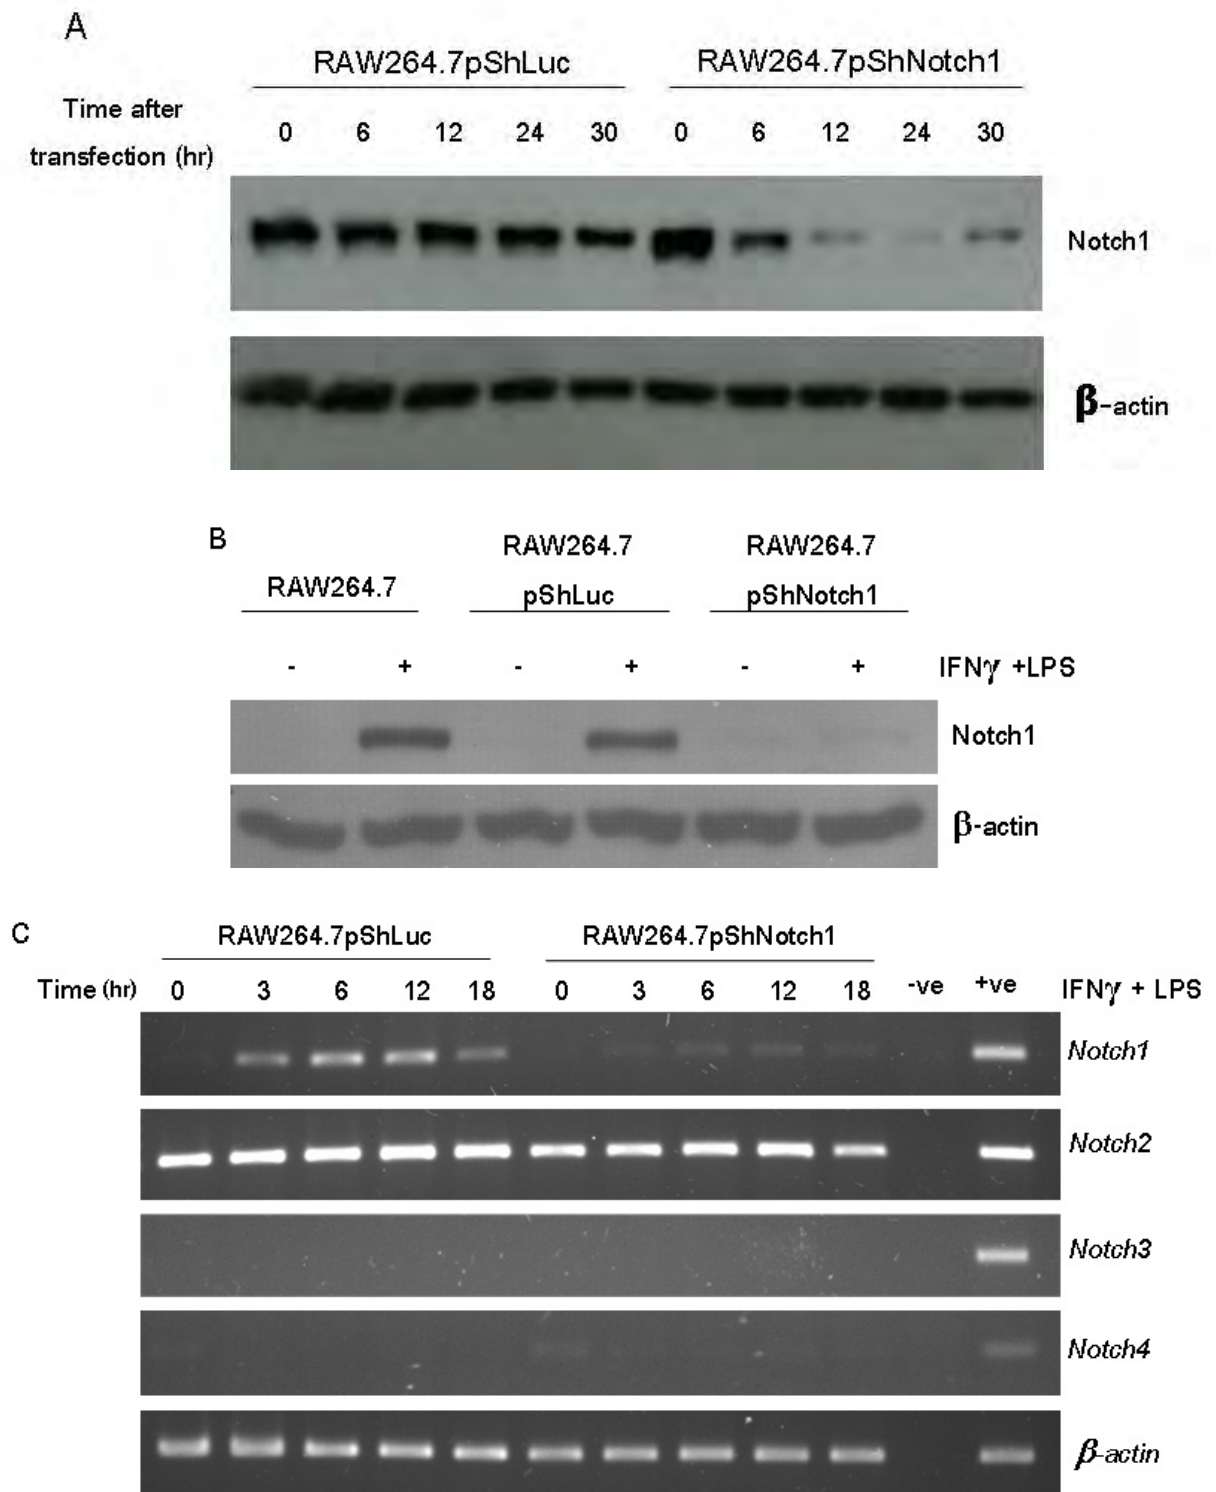 A
RAW264.7pShLuc RAW264.7pShNotch1
Time after
transfection (hr)
0 6 12 24 30 0 6 12 24 30
Notch1
β-actin
B
RAW264.7
RAW264.7 pShLuc
RAW264.7 pShNotch1
- + - + - + IFNγ +LPS
Notch1
β-actin
C
RAW264.7pShLuc RAW264.7pShNotch1
Time (hr) 0 3 6 12 18 0 3 6 12 18 -ve +ve IFNγ + LPS
Notch1
Notch2
Notch3
Notch4
β-actin